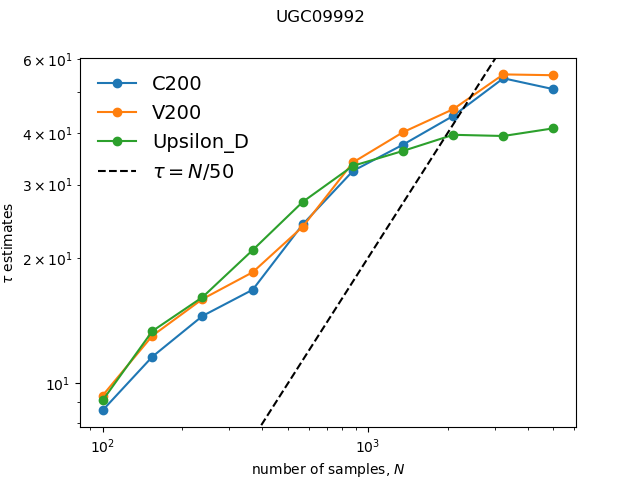 UGC09992
6 × 10¹
4 × 10¹
3 × 10¹
2 × 10¹
10¹
τ estimates
C200
V200
Upsilon_D
τ = N/50
10² 10³
number of samples, N